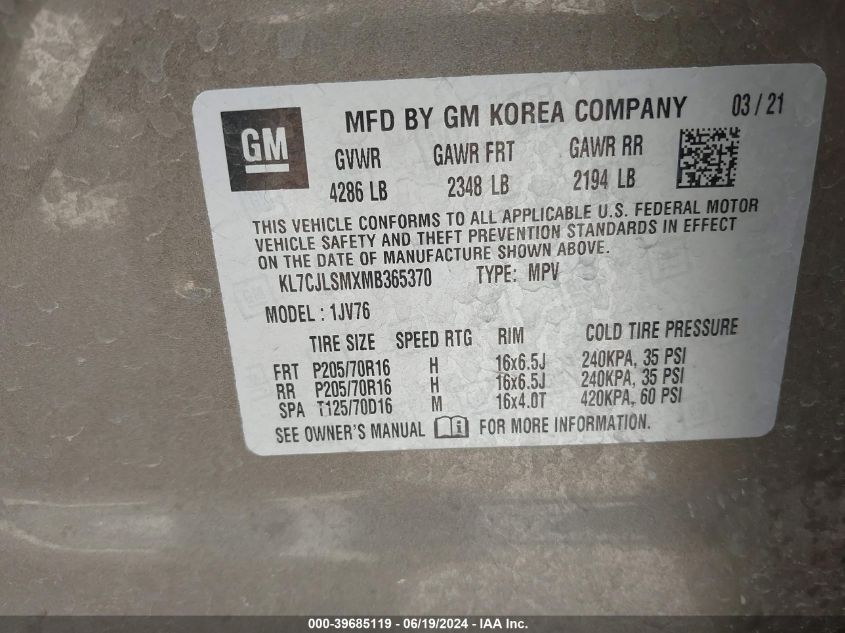 GM
MFD BY GM KOREA COMPANY 03 / 21
GVWR GAWR FRT GAWR RR
4286 LB 2348 LB 2194 LB
THIS VEHICLE CONFORMS TO ALL APPLICABLE U.S. FEDERAL MOTOR
VEHICLE SAFETY AND THEFT PREVENTION STANDARDS IN EFFECT
ON THE DATE OF MANUFACTURE SHOWN ABOVE.
KL7CJLSMXMB365370 TYPE: MPV
MODEL : 1JV76
TIRE SIZE SPEED RTG RIM COLD TIRE PRESSURE
FRT P205/70R16 H 16x6.5J 240KPA, 35 PSI
RR P205/70R16 H 16x6.5J 240KPA, 35 PSI
SPA T125/70D16 M 16x4.0T 420KPA, 60 PSI
SEE OWNER'S MANUAL i FOR MORE INFORMATION.
000-39685119 - 06/19/2024 - IAA Inc.